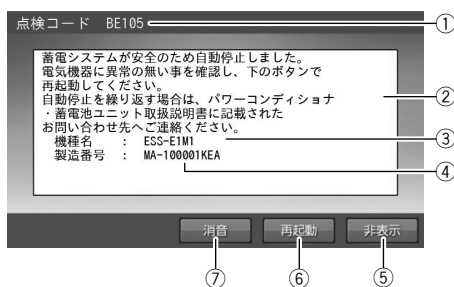 点検コード BE105
①
蓄電システムが安全のため自動停止しました。
電気機器に異常の無い事を確認し、下のボタンで
再起動してください。
自動停止を繰り返す場合は、パワーコンディショナ
・蓄電池ユニット取扱説明書に記載された
お問い合わせ先へご連絡ください。
機種名 : ESS-E1M1
製造番号 : MA-100001KEA
②
③
④
消音 再起動 非表示
⑦ ⑥ ⑤